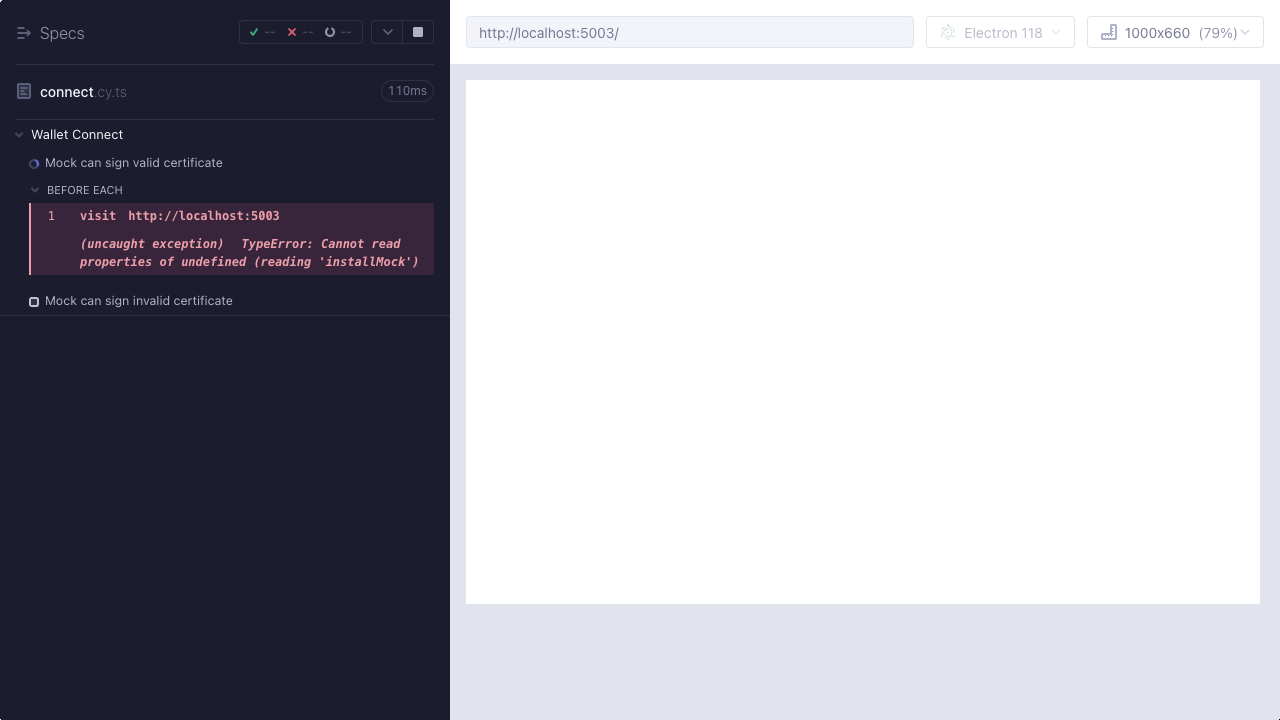 Specs
--
--
--
connect.cy.ts
110ms
Wallet Connect
Mock can sign valid certificate
BEFORE EACH
1 visit http://localhost:5003
(uncaught exception) TypeError: Cannot read
properties of undefined (reading 'installMock')
Mock can sign invalid certificate
http://localhost:5003/
Electron 118
1000x660 (79%)